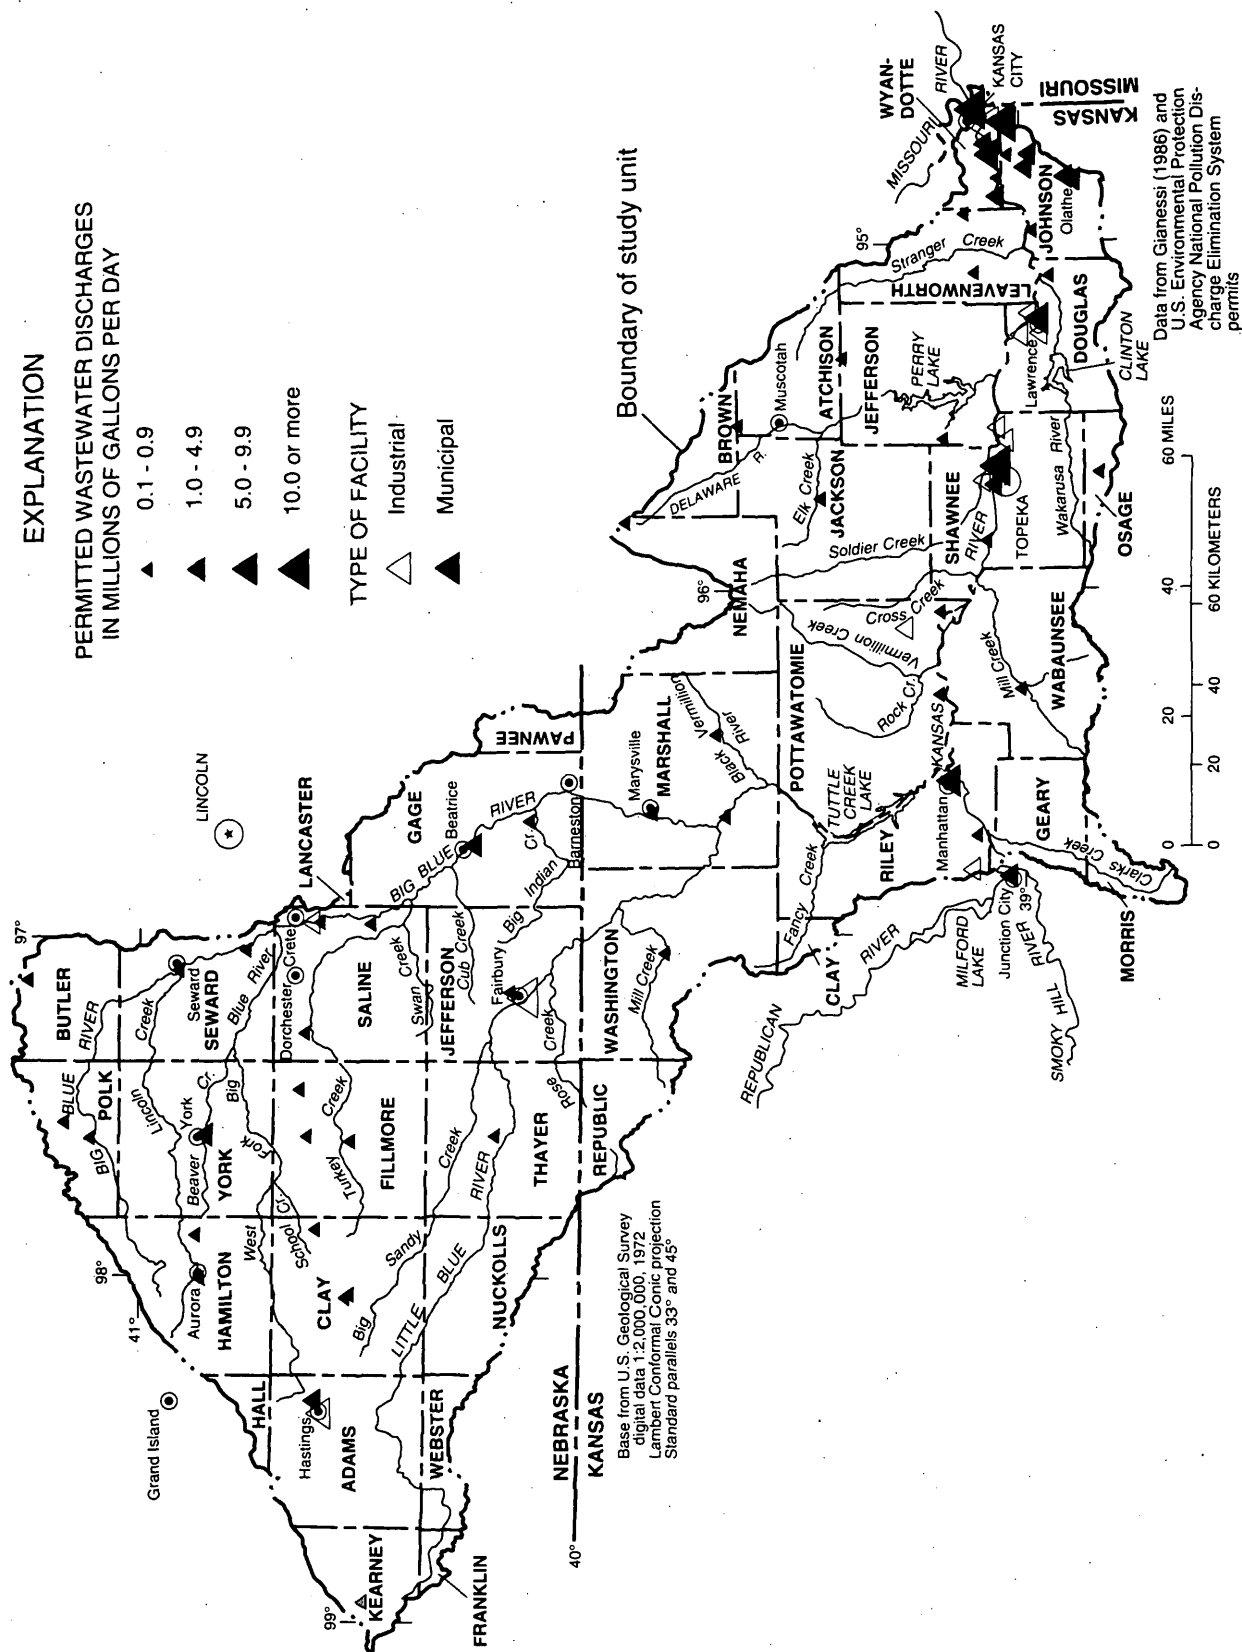 EXPLANATION
PERMITTED WASTEWATER DISCHARGES
IN MILLIONS OF GALLONS PER DAY
0.1 - 0.9
1.0 - 4.9
5.0 - 9.9
10.0 or more
TYPE OF FACILITY
Industrial
Municipal
Boundary of study unit
LINCOLN
Grand Island
99°
98°
97°
96°
95°
41°
40°
39°
BUTLER
POLK
BIG
BLUE
RIVER
Lincoln
Creek
Seward
SEWARD
Big
Blue River
York
YORK
Beaver
Cr.
Aurora
HAMILTON
HALL
West
Fork
Big
School Cr.
Hastings
ADAMS
CLAY
FILLMORE
Turkey
Creek
SALINE
Dorchester
Crete
LANCASTER
GAGE
Beatrice
BIG BLUE
RIVER
Swan
Creek
Cub Creek
JEFFERSON
Fairbury
Big
Indian
Cr.
Barneston
PAWNEE
KEARNEY
FRANKLIN
WEBSTER
NUCKOLLS
THAYER
Big
Sandy
Creek
LITTLE
BLUE
RIVER
Rose
Creek
NEBRASKA
KANSAS
REPUBLIC
WASHINGTON
Mill Creek
MARSHALL
Marysville
Black
Vermillion
River
NEMAHA
BROWN
DELAWARE
R.
Muscotah
ATCHISON
JACKSON
Elk Creek
Soldier Creek
JEFFERSON
PERRY
LAKE
POTTAWATOMIE
Vermillion Creek
Cross
Creek
Rock Cr.
TUTTLE
CREEK
LAKE
Fancy
Creek
CLAY
RILEY
Manhattan
KANSAS
RIVER
SHAWNEE
TOPEKA
Wakarusa
River
Mill Creek
WABAUNSEE
GEARY
Clarks Creek
MORRIS
Junction City
MILFORD
LAKE
REPUBLICAN
RIVER
SMOKY
HILL
RIVER
OSAGE
DOUGLAS
CLINTON
LAKE
Lawrence
LEAVENWORTH
Stranger
Creek
JOHNSON
Olathe
WYAN-
DOTTE
MISSOURI
RIVER
KANSAS
CITY
MISSOURI
KANSAS
Base from U.S. Geological Survey
digital data 1:2,000,000, 1972
Lambert Conformal Conic projection
Standard parallels 33° and 45°
0 20 40 60 MILES
0 20 40 60 KILOMETERS
Data from Gianessi (1986) and
U.S. Environmental Protection
Agency National Pollution Dis-
charge Elimination System
permits